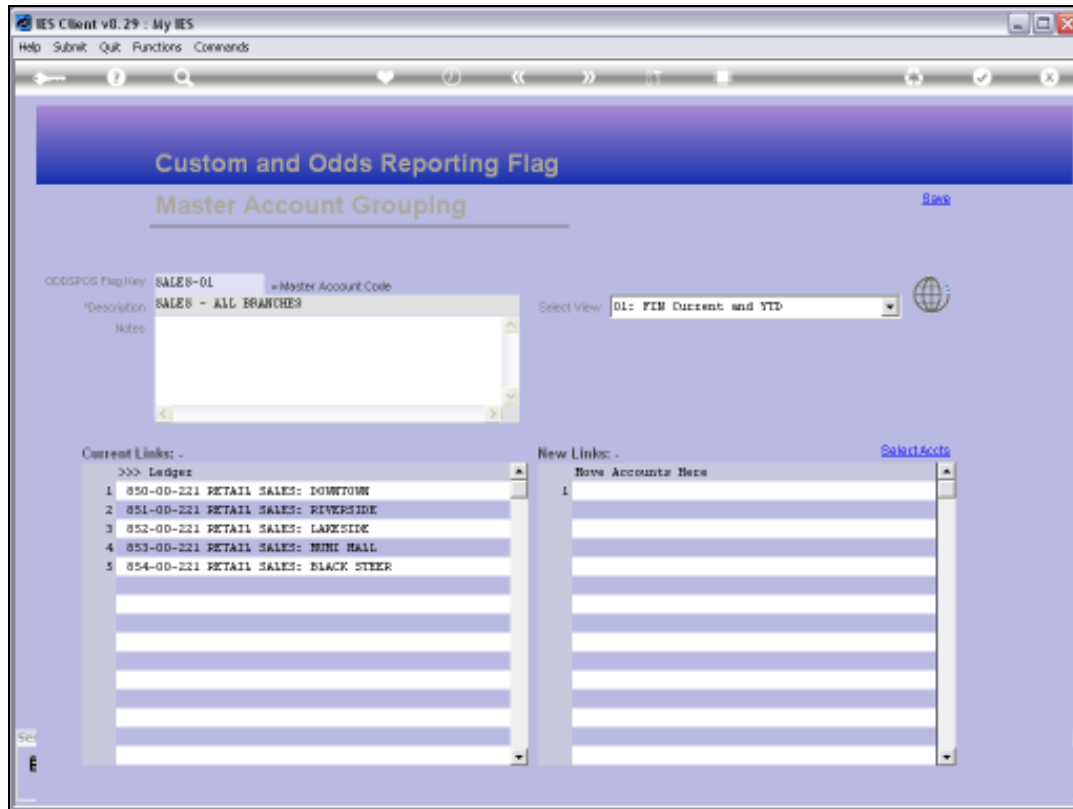 IES Client v8.29 : My IES
Help Submit Quit Functions Commands
Custom and Odds Reporting Flag
Master Account Grouping
Save
ODDSPOS Flag Key SALES-01 = Master Account Code
*Description SALES - ALL BRANCHES
Select View 01: FIN Current and YTD
Notes
Current Links: -
New Links: -
Select Accts
>>> Ledger
Move Accounts Here
1 850-00-221 RETAIL SALES: DOWNTOWN
1
2 851-00-221 RETAIL SALES: RIVERSIDE
3 852-00-221 RETAIL SALES: LAKESIDE
4 853-00-221 RETAIL SALES: MUMI MALL
5 854-00-221 RETAIL SALES: BLACK STEER